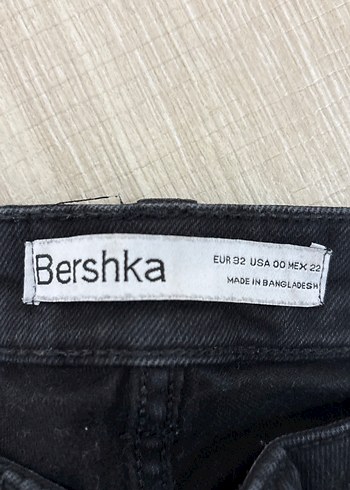 Bershka
EUR 32 USA 00 MEX 22
MADE IN BANGLADESH